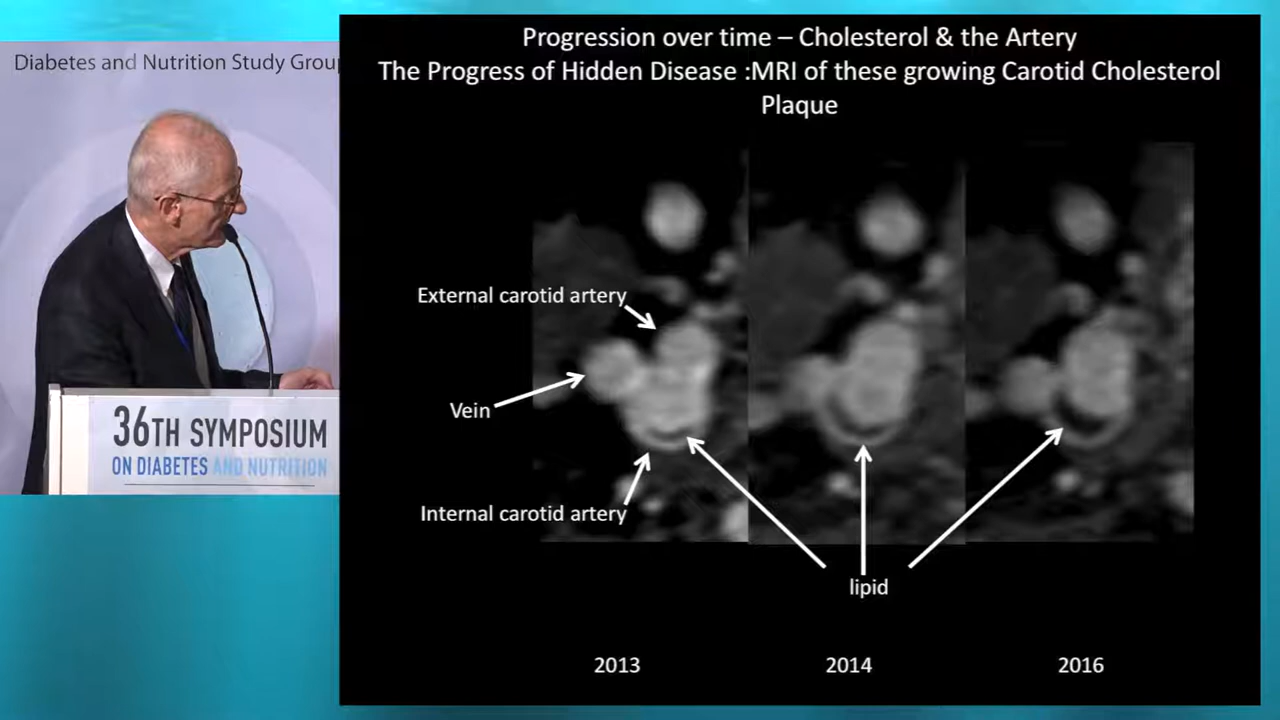 Diabetes and Nutrition Study Group
36TH SYMPOSIUM
ON DIABETES AND NUTRITION
Progression over time – Cholesterol & the Artery
The Progress of Hidden Disease :MRI of these growing Carotid Cholesterol
Plaque
External carotid artery
Vein
Internal carotid artery
lipid
2013 2014 2016